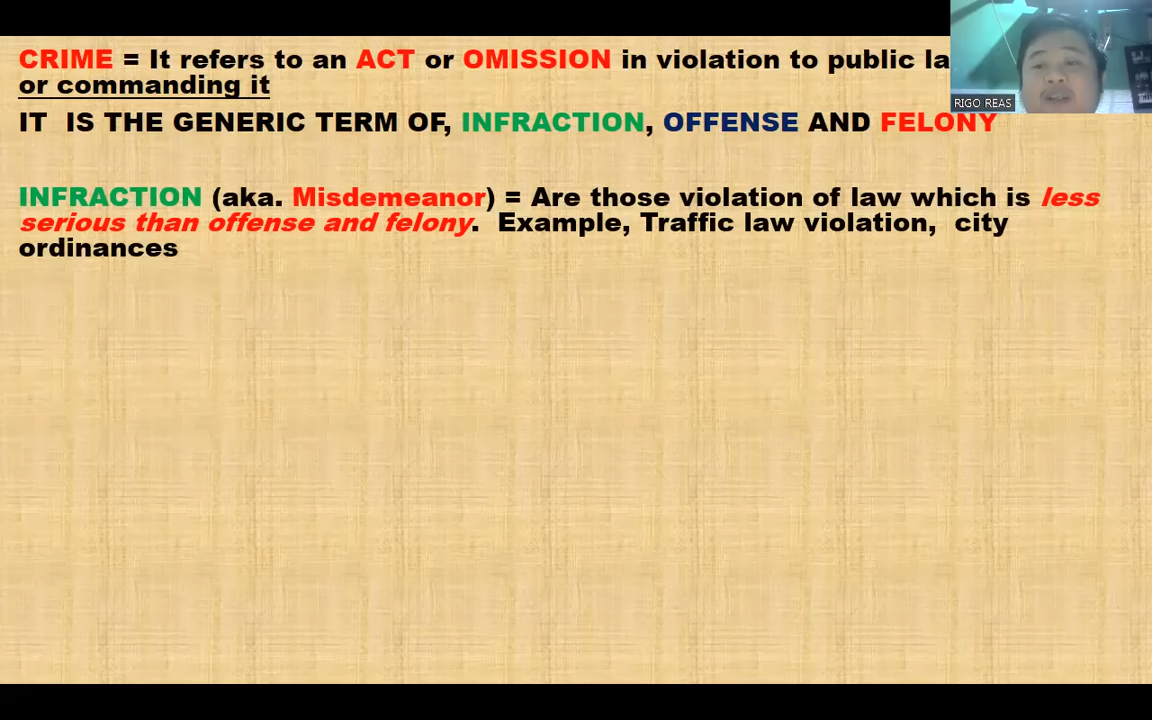 CRIME = It refers to an ACT or OMISSION in violation to public
or commanding it
IT IS THE GENERIC TERM OF, INFRACTION, OFFENSE AND FELONY
RIGO REAS
INFRACTION (aka. Misdemeanor) = Are those violation of law which is less
serious than offense and felony. Example, Traffic law violation, city
ordinances